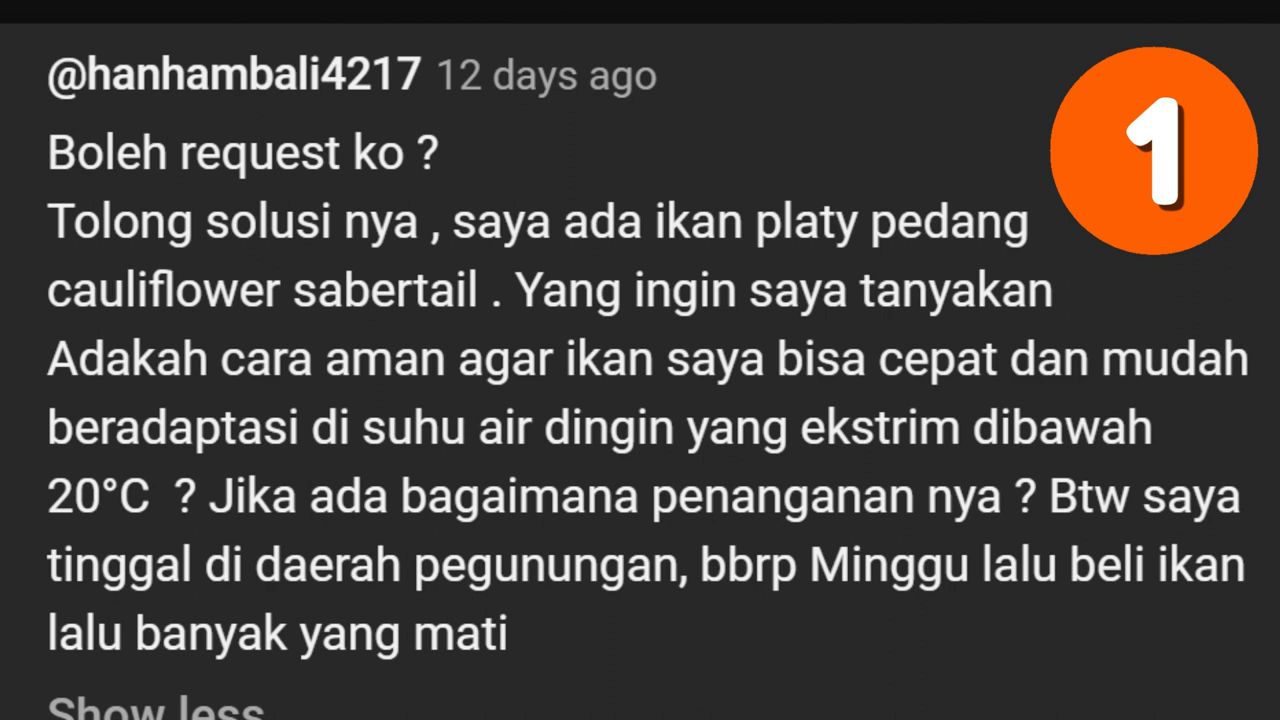 @hanhambali4217 12 days ago
1
Boleh request ko ?
Tolong solusi nya , saya ada ikan platy pedang
cauliflower sabertail . Yang ingin saya tanyakan
Adakah cara aman agar ikan saya bisa cepat dan mudah
beradaptasi di suhu air dingin yang ekstrim dibawah
20°C ? Jika ada bagaimana penanganan nya ? Btw saya
tinggal di daerah pegunungan, bbrp Minggu lalu beli ikan
lalu banyak yang mati
Show less